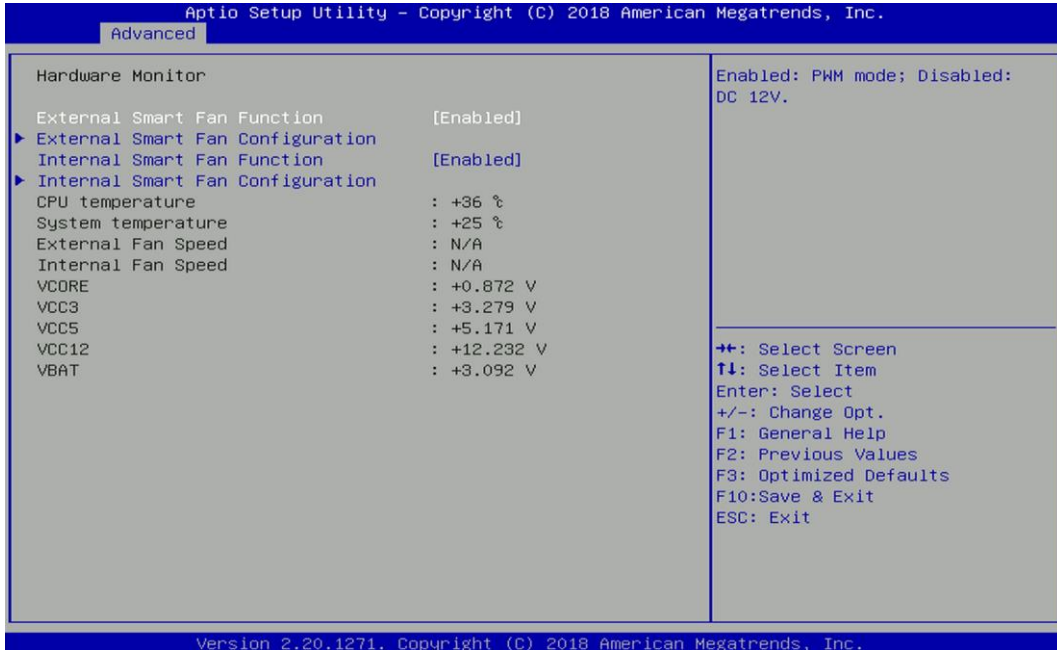 Aptio Setup Utility – Copyright (C) 2018 American Megatrends, Inc.
Advanced
Hardware Monitor
External Smart Fan Function [Enabled]
▶ External Smart Fan Configuration
Internal Smart Fan Function [Enabled]
▶ Internal Smart Fan Configuration
CPU temperature : +36 ℃
System temperature : +25 ℃
External Fan Speed : N/A
Internal Fan Speed : N/A
VCORE : +0.872 V
VCC3 : +3.279 V
VCC5 : +5.171 V
VCC12 : +12.232 V
VBAT : +3.092 V
Enabled: PWM mode; Disabled:
DC 12V.
→←: Select Screen
↑↓: Select Item
Enter: Select
+/-: Change Opt.
F1: General Help
F2: Previous Values
F3: Optimized Defaults
F10:Save & Exit
ESC: Exit
Version 2.20.1271. Copyright (C) 2018 American Megatrends, Inc.